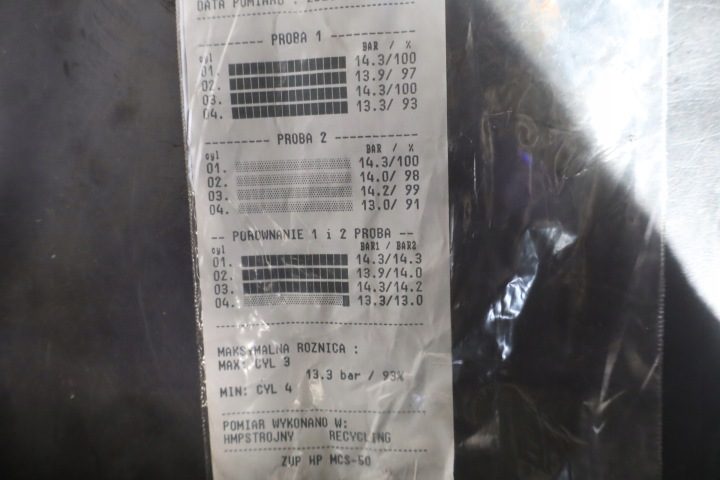 DATA POMIARU :
PROBA 1
cyl BAR / %
01. 14.3/100
02. 13.9/ 97
03. 14.3/100
04. 13.3/ 93
PROBA 2
cyl BAR / %
01. 14.3/100
02. 14.0/ 98
03. 14.2/ 99
04. 13.0/ 91
-- POROWNANIE 1 i 2 PROBA --
cyl BAR1 / BAR2
01. 14.3/14.3
02. 13.9/14.0
03. 14.3/14.2
04. 13.3/13.0
MAKSYMALNA ROZNICA :
MAX: CYL 3
13.3 bar / 93%
MIN: CYL 4
POMIAR WYKONANO W:
HMPSTROJNY RECYCLING
ZUP HP MCS-50